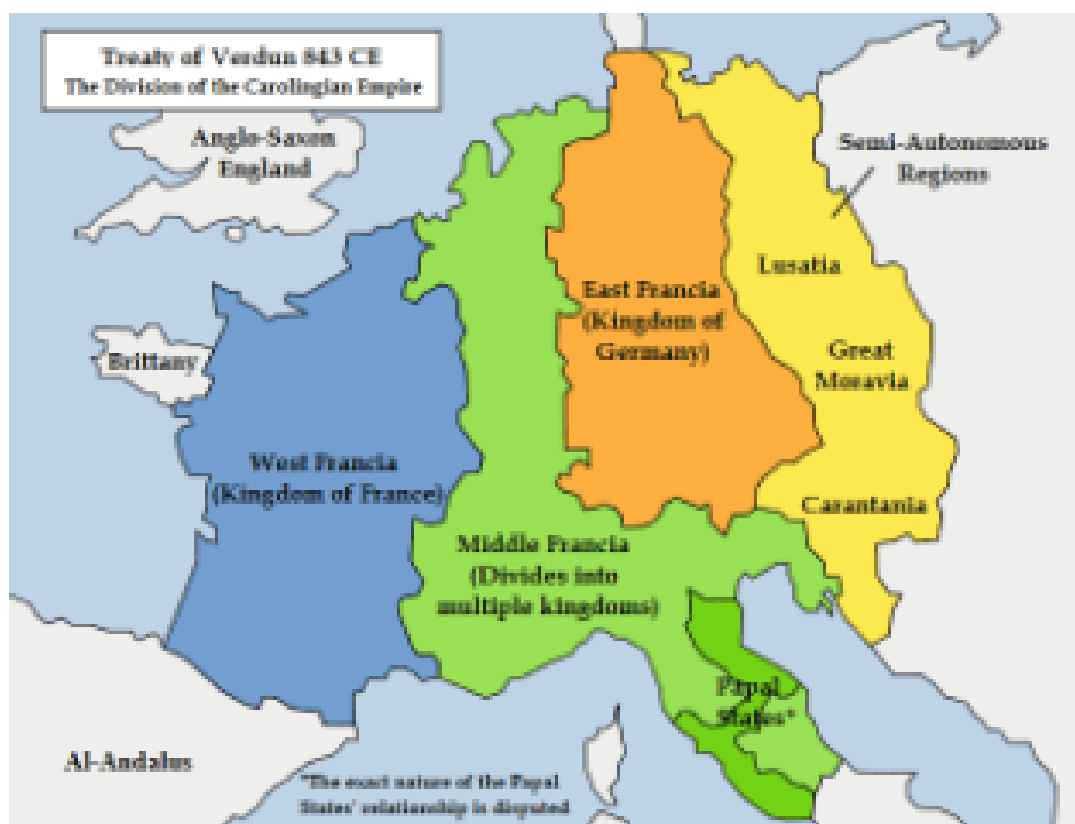 Treaty of Verdun 843 CE
The Division of the Carolingian Empire
Anglo-Saxon
England
Semi-Autonomous
Regions
Lusatia
East Francia
(Kingdom of
Germany)
Brittany
Great
Moravia
West Francia
(Kingdom of France)
Carantania
Middle Francia
(Divides into
multiple kingdoms)
Papal
States*
Al-Andalus
*The exact nature of the Papal
States' relationship is disputed